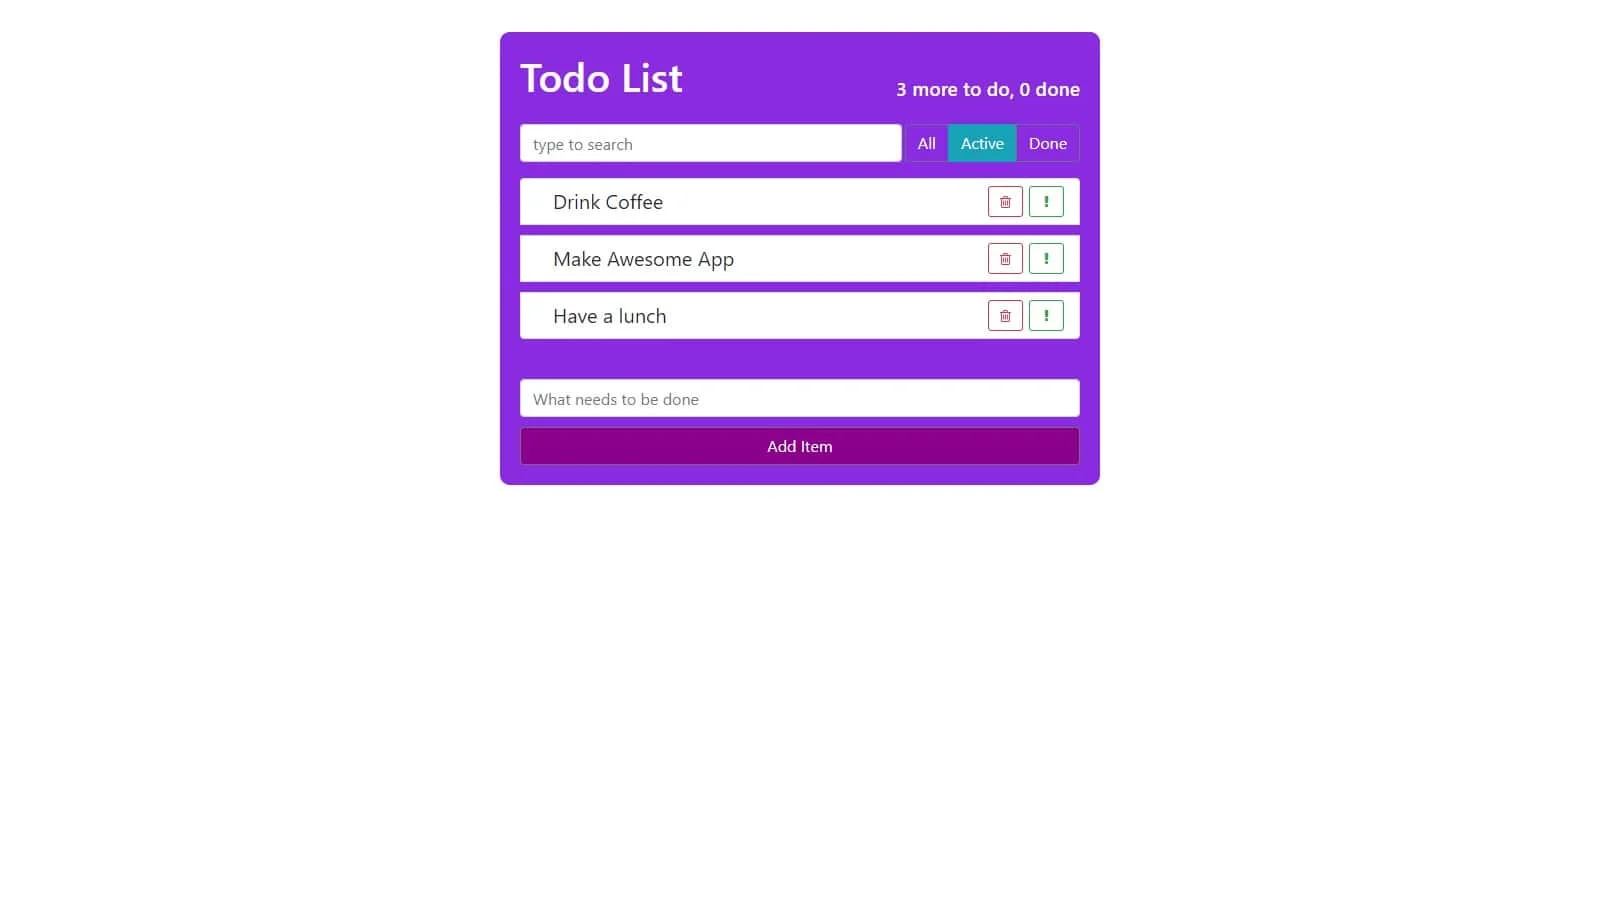 Todo List
3 more to do, 0 done
type to search
All
Active
Done
Drink Coffee
!
Make Awesome App
!
Have a lunch
!
What needs to be done
Add Item